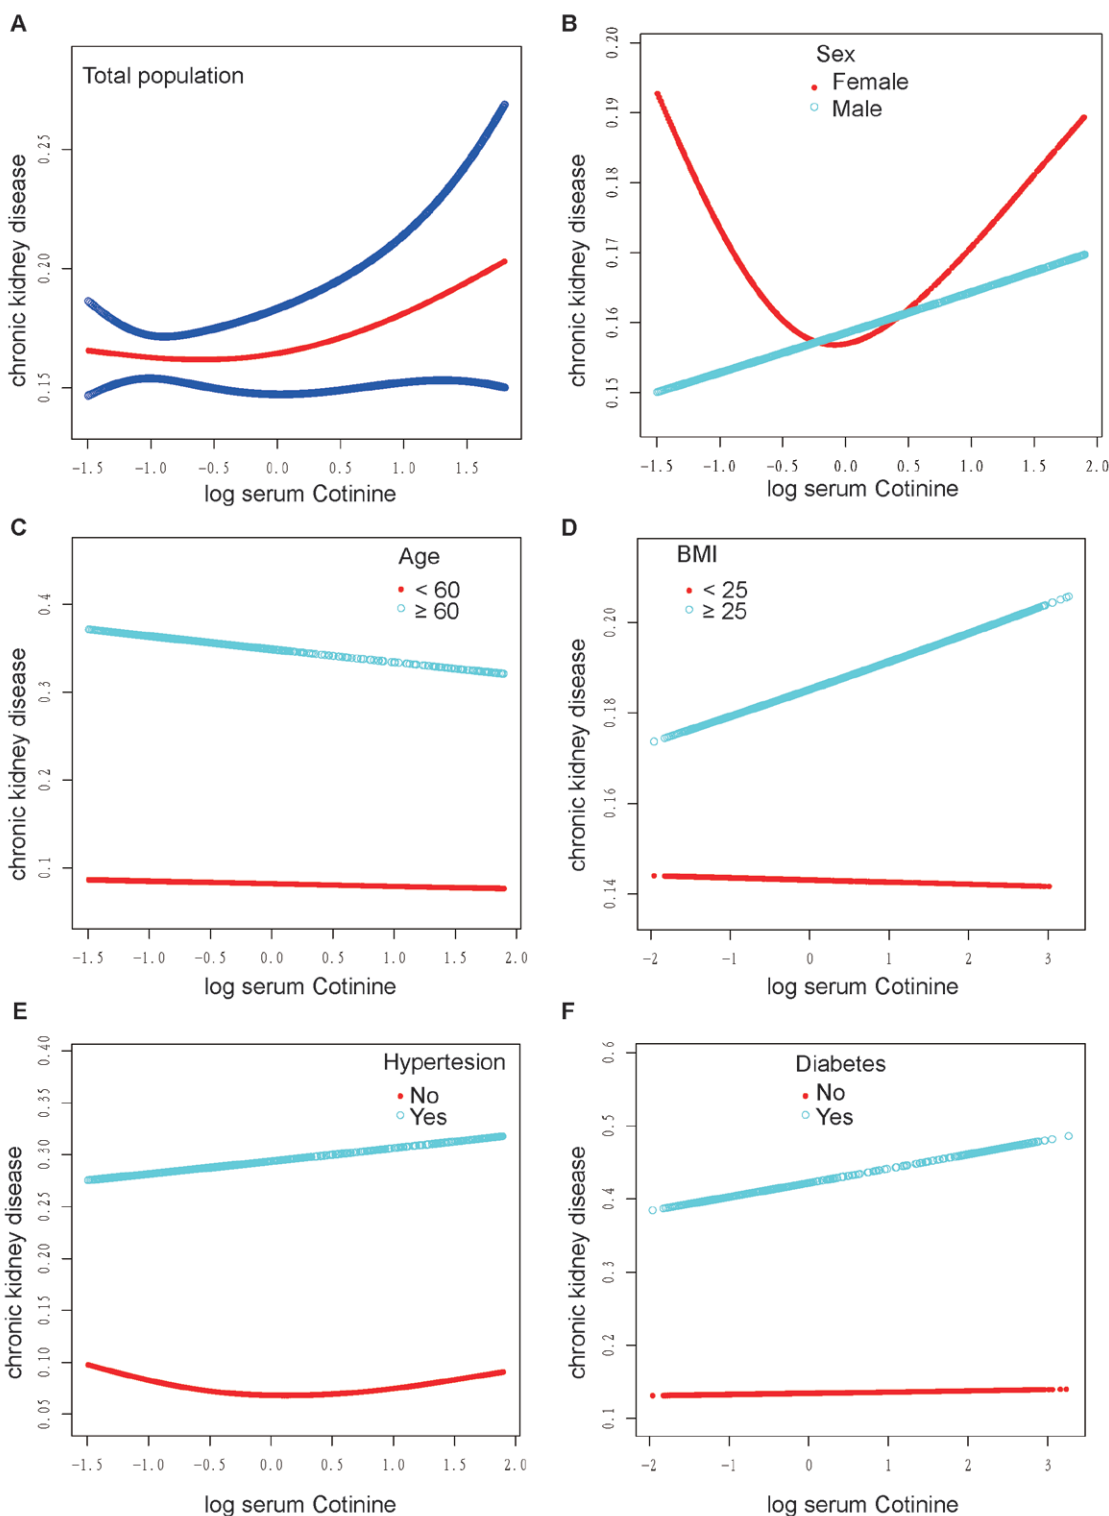 A
Total population
chronic kidney disease
0.25
0.20
0.15
-1.5 -1.0 -0.5 0.0 0.5 1.0 1.5
log serum Cotinine
B
Sex
Female
Male
chronic kidney disease
0.20
0.19
0.18
0.17
0.16
0.15
-1.5 -1.0 -0.5 0.0 0.5 1.0 1.5 2.0
log serum Cotinine
C
Age
< 60
≥ 60
chronic kidney disease
0.4
0.3
0.2
0.1
-1.5 -1.0 -0.5 0.0 0.5 1.0 1.5 2.0
log serum Cotinine
D
BMI
< 25
≥ 25
chronic kidney disease
0.20
0.18
0.16
0.14
-2 -1 0 1 2 3
log serum Cotinine
E
Hypertesion
No
Yes
chronic kidney disease
0.40
0.35
0.30
0.25
0.20
0.15
0.10
0.05
-1.5 -1.0 -0.5 0.0 0.5 1.0 1.5 2.0
log serum Cotinine
F
Diabetes
No
Yes
chronic kidney disease
0.6
0.5
0.4
0.3
0.2
0.1
-2 -1 0 1 2 3
log serum Cotinine